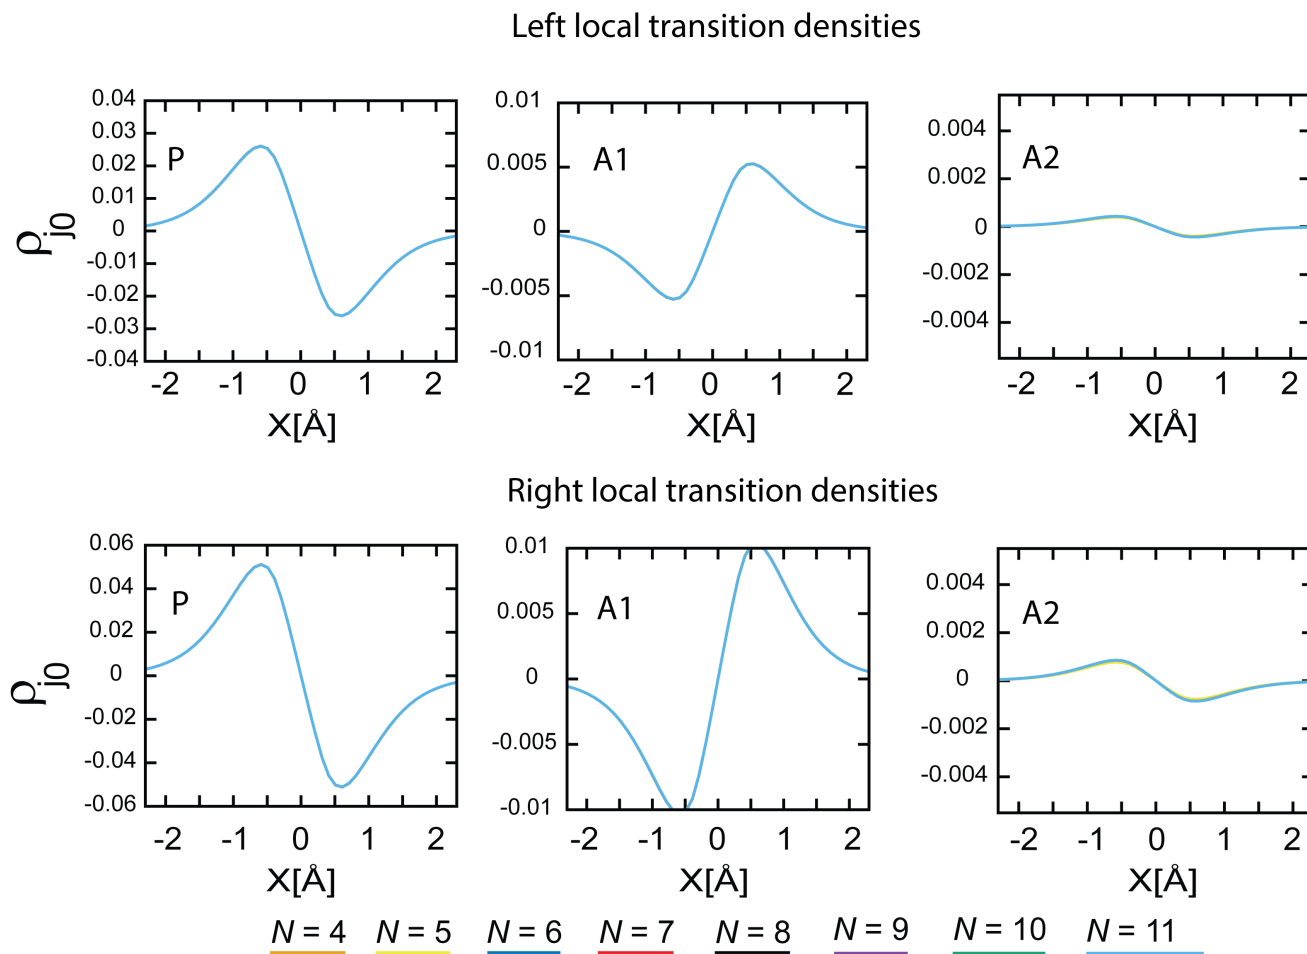 Left local transition densities
0.04
0.03
0.02
0.01
0
-0.01
-0.02
-0.03
-0.04
P
ρj0
-2 -1 0 1 2
X[Å]
0.01
0.005
0
-0.005
-0.01
A1
-2 -1 0 1 2
X[Å]
0.004
0.002
0
-0.002
-0.004
A2
-2 -1 0 1 2
X[Å]
Right local transition densities
0.06
0.04
0.02
0
-0.02
-0.04
-0.06
P
ρj0
-2 -1 0 1 2
X[Å]
0.01
0.005
0
-0.005
-0.01
A1
-2 -1 0 1 2
X[Å]
0.004
0.002
0
-0.002
-0.004
A2
-2 -1 0 1 2
X[Å]
N = 4 N = 5 N = 6 N = 7 N = 8 N = 9 N = 10 N = 11